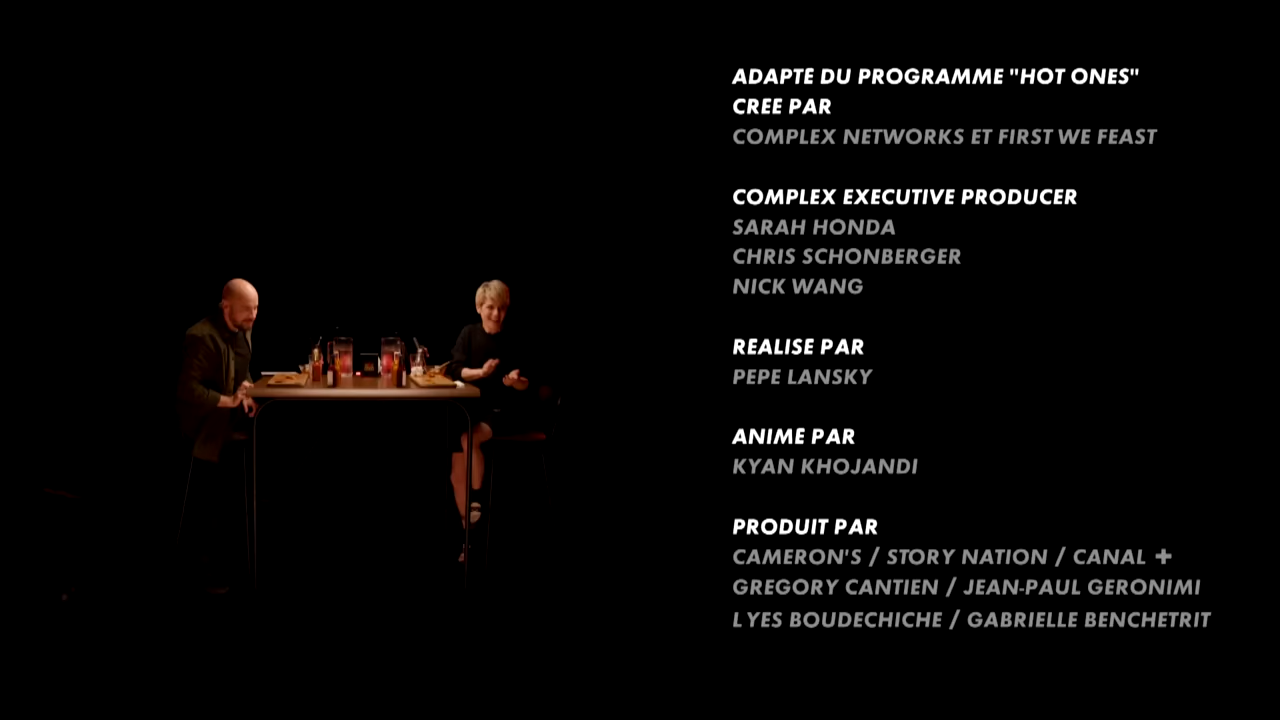 ADAPTE DU PROGRAMME "HOT ONES"
CREE PAR
COMPLEX NETWORKS ET FIRST WE FEAST
COMPLEX EXECUTIVE PRODUCER
SARAH HONDA
CHRIS SCHONBERGER
NICK WANG
REALISE PAR
PEPE LANSKY
ANIME PAR
KYAN KHOJANDI
PRODUIT PAR
CAMERON'S / STORY NATION / CANAL +
GREGORY CANTIEN / JEAN-PAUL GERONIMI
LYES BOUDECHICHE / GABRIELLE BENCHETRIT